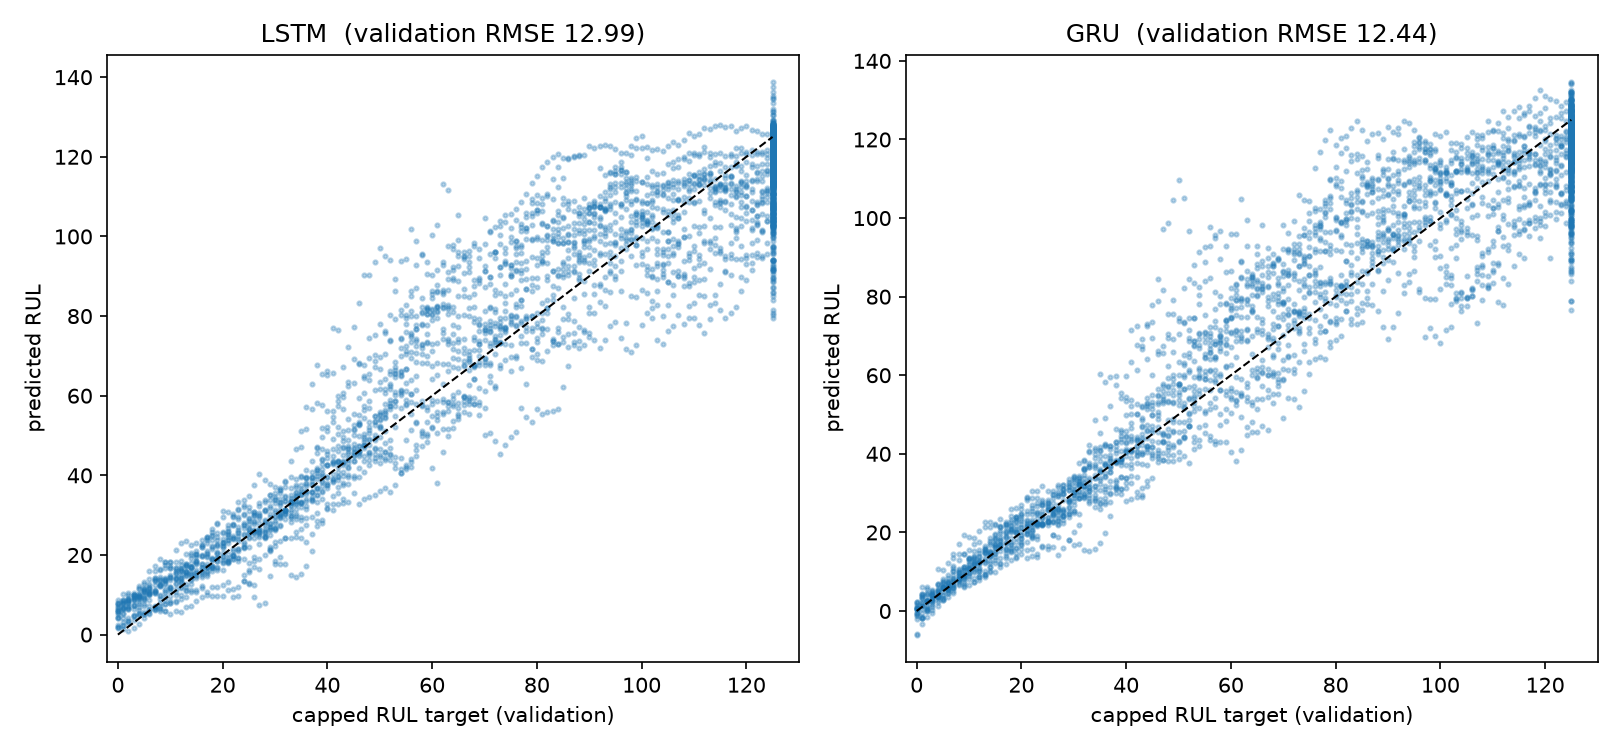 LSTM  (validation RMSE 12.99)
140
120
100
80
60
40
20
0
predicted RUL
0 20 40 60 80 100 120
capped RUL target (validation)
GRU  (validation RMSE 12.44)
140
120
100
80
60
40
20
0
predicted RUL
0 20 40 60 80 100 120
capped RUL target (validation)